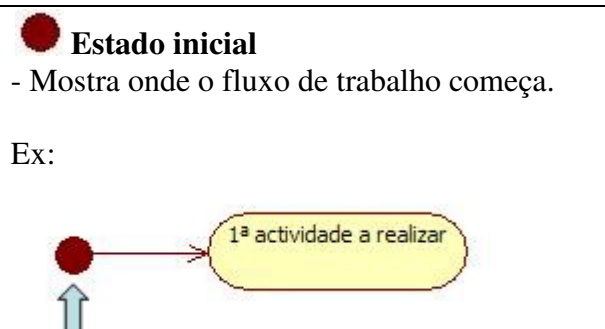 Estado inicial
- Mostra onde o fluxo de trabalho começa.
Ex:
1ª actividade a realizar